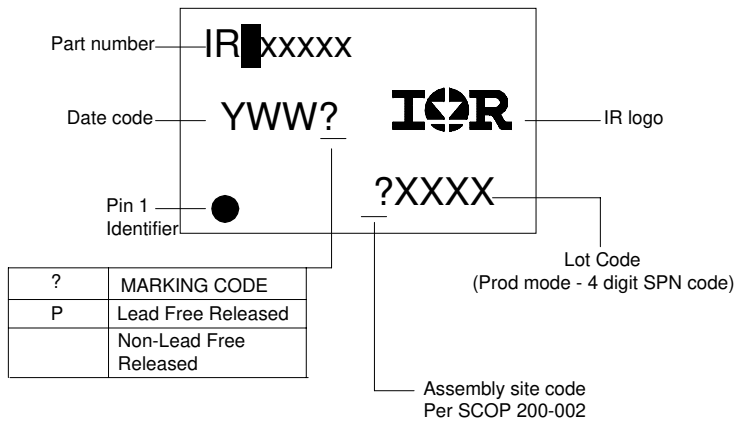 Part number
IR xxxxx
Date code
YWW?
IOR
IR logo
Pin 1
Identifier
?XXXX
Lot Code
(Prod mode - 4 digit SPN code)
? MARKING CODE
P Lead Free Released
Non-Lead Free
Released
Assembly site code
Per SCOP 200-002